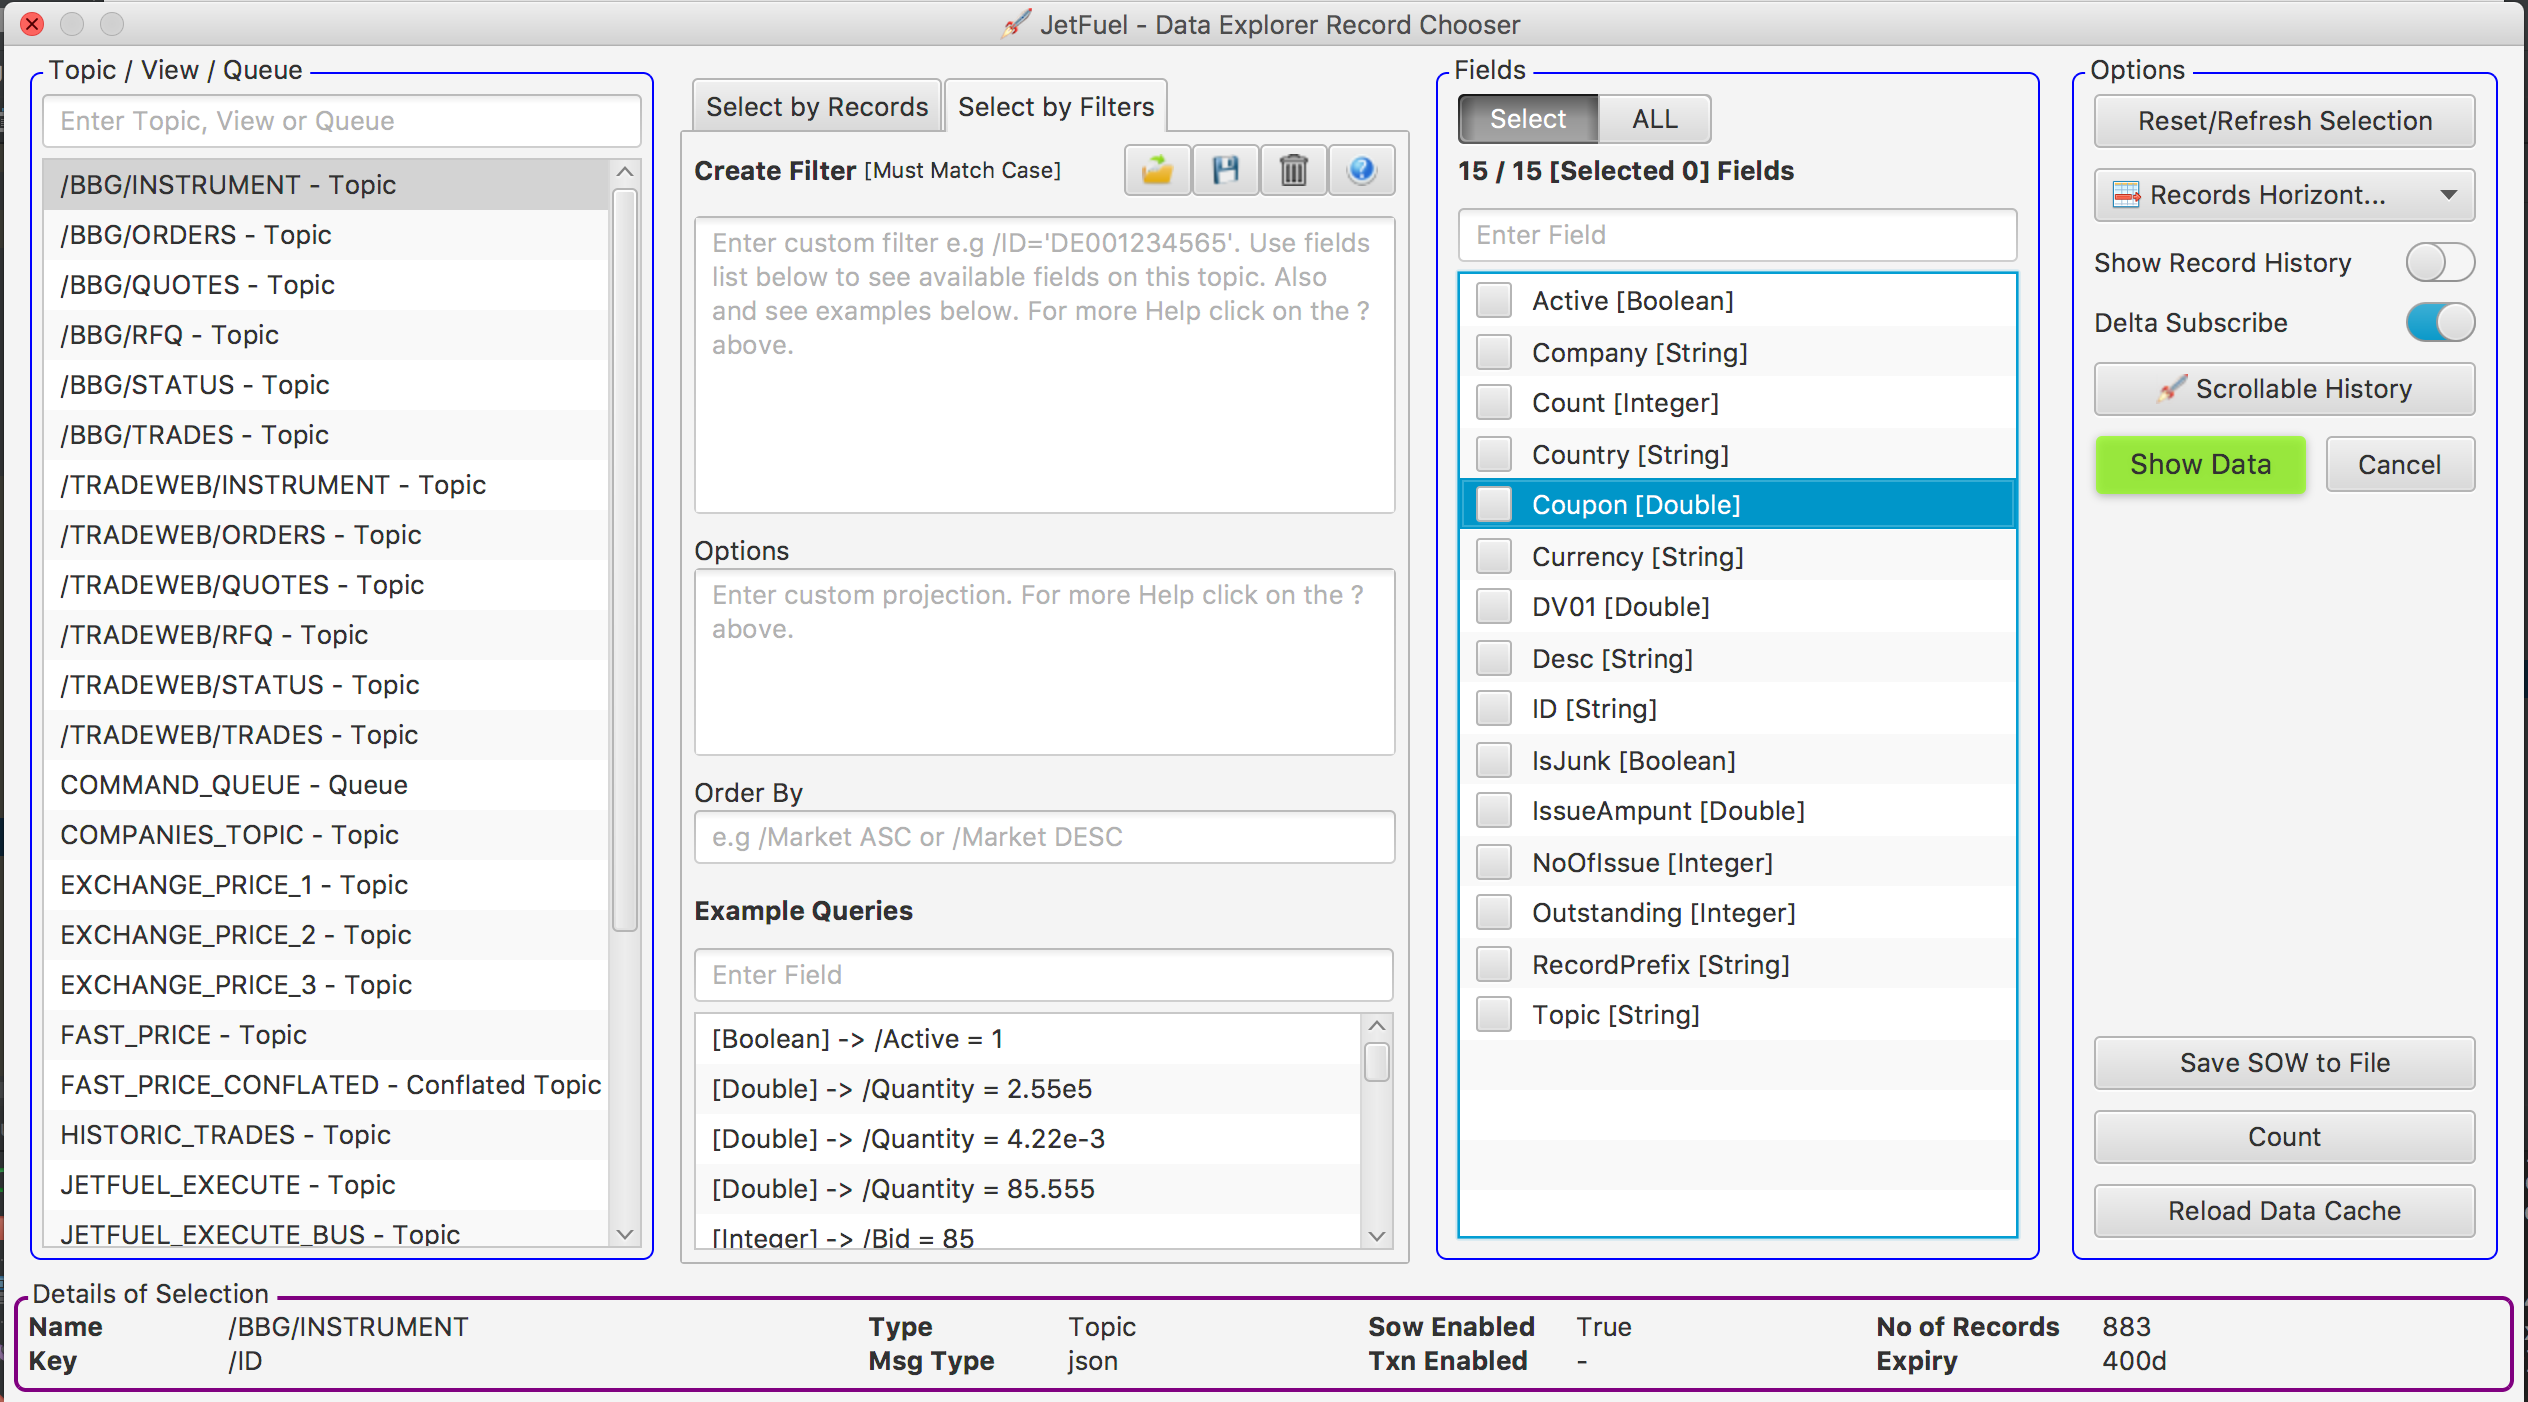 JetFuel - Data Explorer Record Chooser
Topic / View / Queue
Enter Topic, View or Queue
/BBG/INSTRUMENT - Topic
/BBG/ORDERS - Topic
/BBG/QUOTES - Topic
/BBG/RFQ - Topic
/BBG/STATUS - Topic
/BBG/TRADES - Topic
/TRADEWEB/INSTRUMENT - Topic
/TRADEWEB/ORDERS - Topic
/TRADEWEB/QUOTES - Topic
/TRADEWEB/RFQ - Topic
/TRADEWEB/STATUS - Topic
/TRADEWEB/TRADES - Topic
COMMAND_QUEUE - Queue
COMPANIES_TOPIC - Topic
EXCHANGE_PRICE_1 - Topic
EXCHANGE_PRICE_2 - Topic
EXCHANGE_PRICE_3 - Topic
FAST_PRICE - Topic
FAST_PRICE_CONFLATED - Conflated Topic
HISTORIC_TRADES - Topic
JETFUEL_EXECUTE - Topic
JETFUEL_EXECUTE_BUS - Topic
Select by Records
Select by Filters
Create Filter [Must Match Case]
?
Enter custom filter e.g /ID='DE001234565'. Use fields
list below to see available fields on this topic. Also
and see examples below. For more Help click on the ?
above.
Options
Enter custom projection. For more Help click on the ?
above.
Order By
e.g /Market ASC or /Market DESC
Example Queries
Enter Field
[Boolean] -> /Active = 1
[Double] -> /Quantity = 2.55e5
[Double] -> /Quantity = 4.22e-3
[Double] -> /Quantity = 85.555
[Integer] -> /Bid = 85
Fields
Select
ALL
15 / 15 [Selected 0] Fields
Enter Field
Active [Boolean]
Company [String]
Count [Integer]
Country [String]
Coupon [Double]
Currency [String]
DV01 [Double]
Desc [String]
ID [String]
IsJunk [Boolean]
IssueAmpunt [Double]
NoOfIssue [Integer]
Outstanding [Integer]
RecordPrefix [String]
Topic [String]
Options
Reset/Refresh Selection
Records Horizont...
Show Record History
Delta Subscribe
Scrollable History
Show Data
Cancel
Save SOW to File
Count
Reload Data Cache
Details of Selection
Name /BBG/INSTRUMENT Type Topic Sow Enabled True No of Records 883
Key /ID Msg Type json Txn Enabled - Expiry 400d